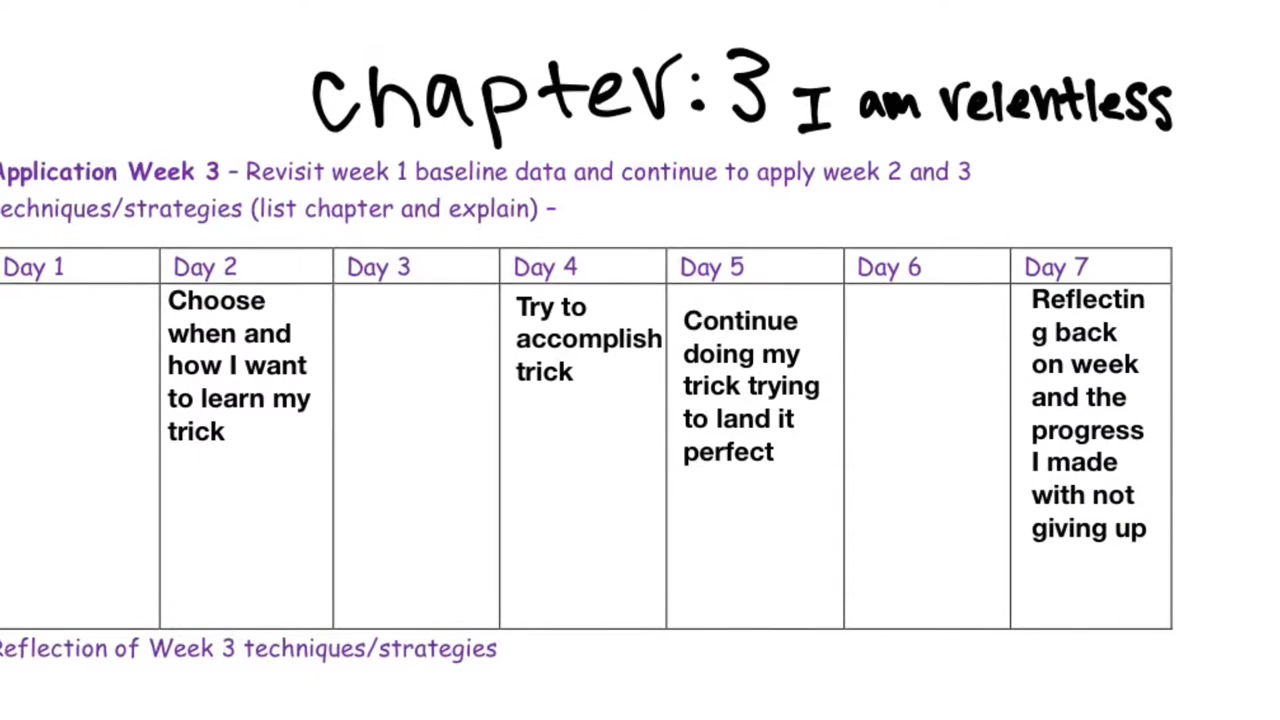 chapter: 3 I am relentless
Application Week 3 – Revisit week 1 baseline data and continue to apply week 2 and 3
techniques/strategies (list chapter and explain) –
Day 1
Day 2
Day 3
Day 4
Day 5
Day 6
Day 7
Choose
when and
how I want
to learn my
trick
Try to
accomplish
trick
Continue
doing my
trick trying
to land it
perfect
Reflectin
g back
on week
and the
progress
I made
with not
giving up
Reflection of Week 3 techniques/strategies